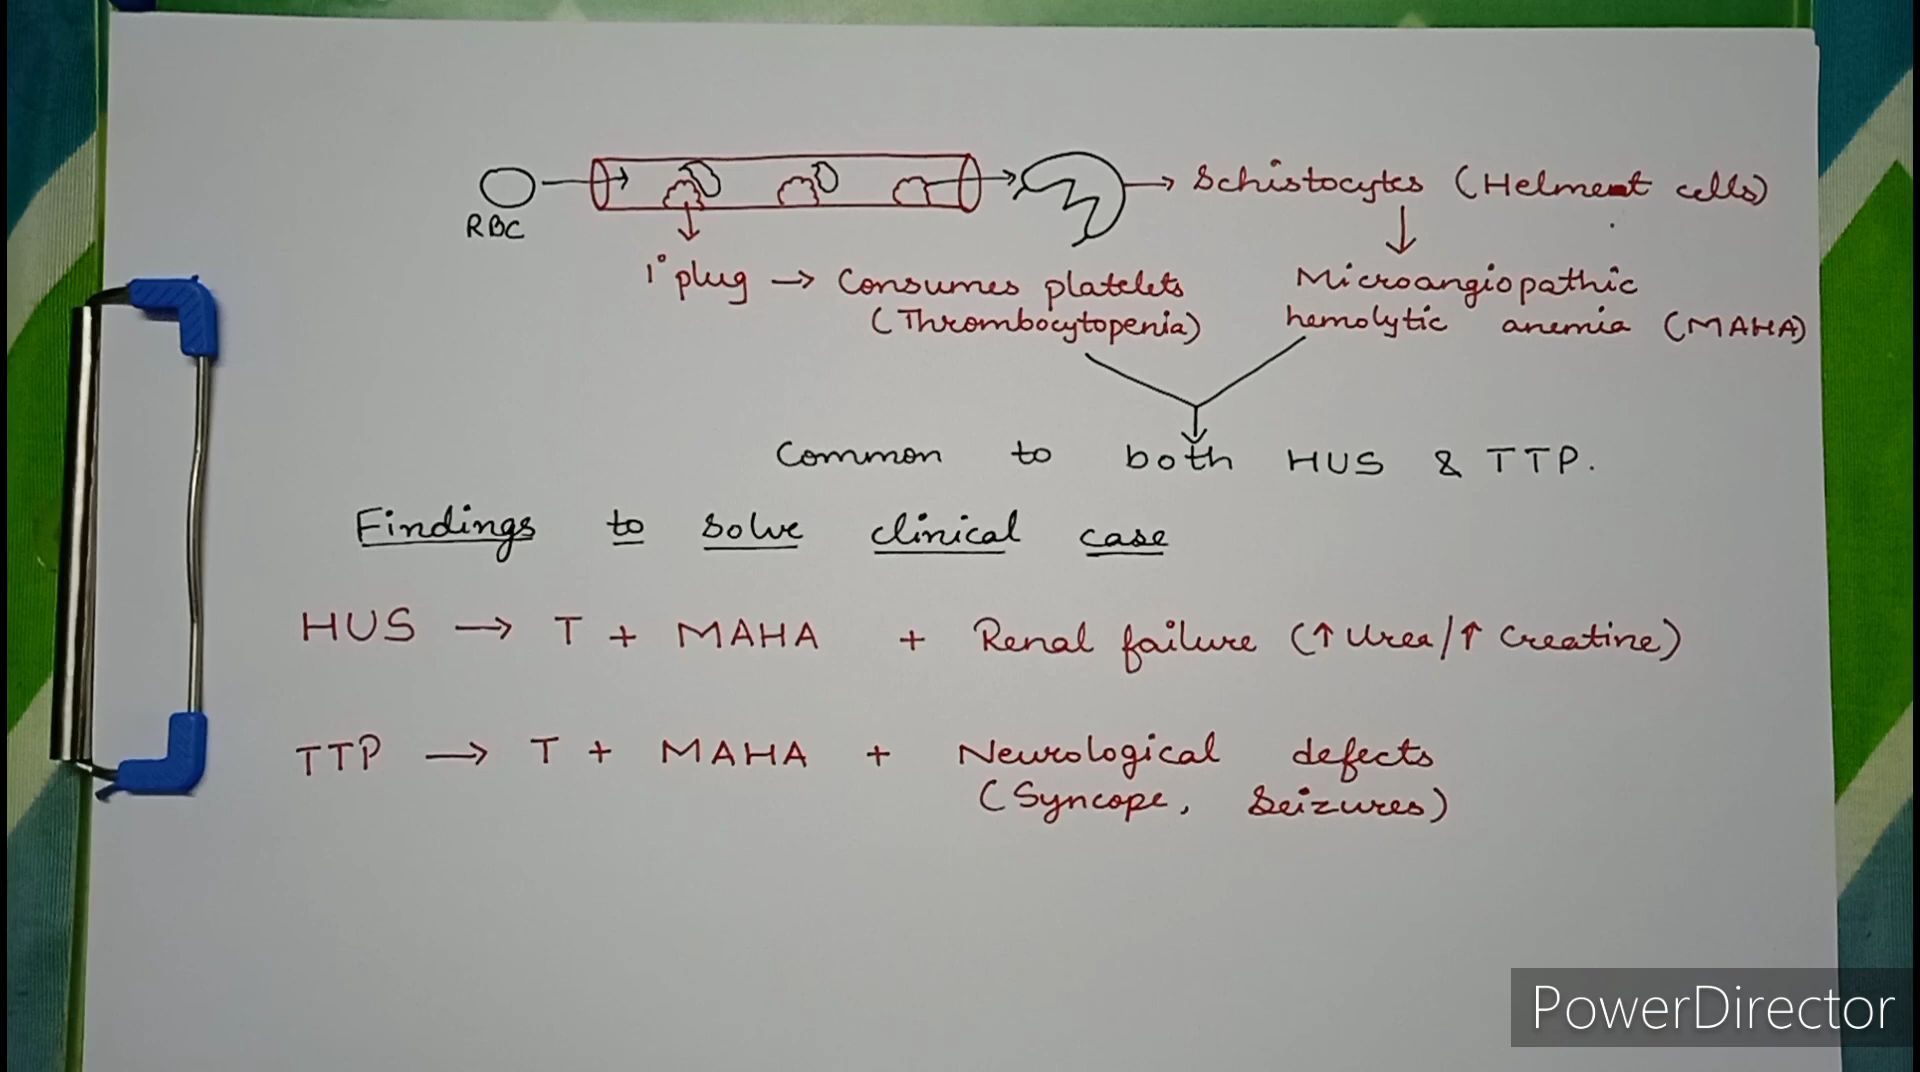 RBC
Schistocytes (Helment cells)
1° plug → Consumes platelets
(Thrombocytopenia)
Microangiopathic
hemolytic anemia (MAHA)
Common to both HUS & TTP.
Findings to solve clinical case
HUS → T + MAHA + Renal failure (↑ Urea/↑ Creatine)
TTP → T + MAHA + Neurological defects
(Syncope, Seizures)
PowerDirector